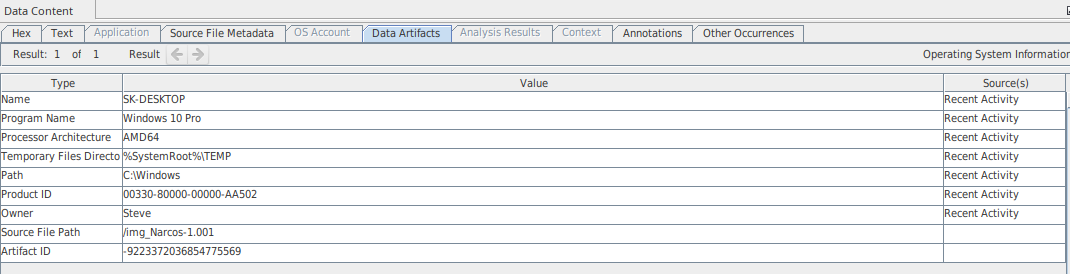 Data Content
Hex Text Application Source File Metadata OS Account Data Artifacts Analysis Results Context Annotations Other Occurrences
Result: 1 of 1 Result Operating System Information
Type Value Source(s)
Name SK-DESKTOP Recent Activity
Program Name Windows 10 Pro Recent Activity
Processor Architecture AMD64 Recent Activity
Temporary Files Directo %SystemRoot%\TEMP Recent Activity
Path C:\Windows Recent Activity
Product ID 00330-80000-00000-AA502 Recent Activity
Owner Steve Recent Activity
Source File Path /img_Narcos-1.001
Artifact ID -9223372036854775569